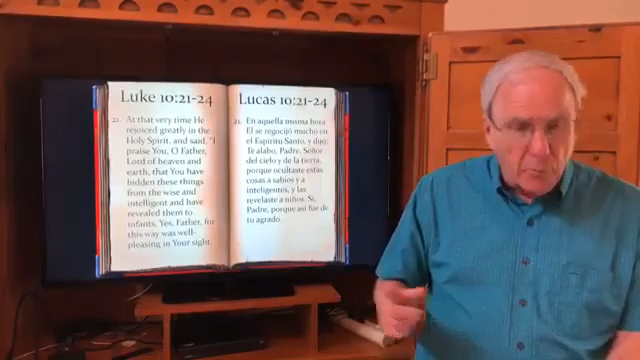 Luke 10:21-24
21. At that very time He
rejoiced greatly in the
Holy Spirit, and said, "I
praise You, O Father,
Lord of heaven and
earth, that You have
hidden these things
from the wise and
intelligent and have
revealed them to
infants. Yes, Father, for
this way was well-
pleasing in Your sight.
Lucas 10:21-24
21. En aquella misma hora
El se regocijó mucho en
el Espíritu Santo, y dijo:
Te alabo, Padre, Señor
del cielo y de la tierra,
porque ocultaste estas
cosas a sabios y a
inteligentes, y las
revelaste a niños. Sí,
Padre, porque así fue de
tu agrado.